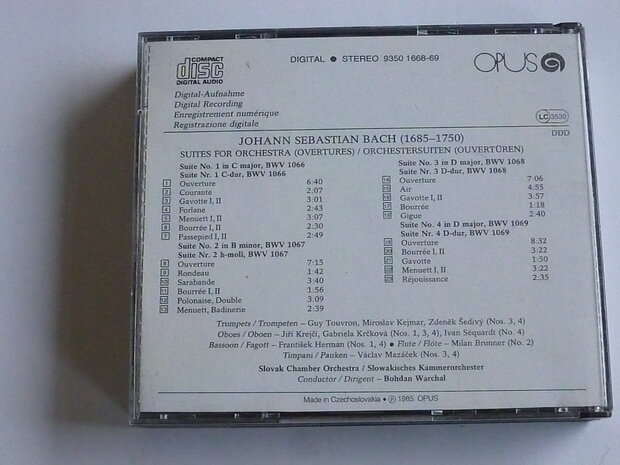 COMPACT
disc
DIGITAL AUDIO
DIGITAL ● STEREO 9350 1668-69
OPUS
Digital-Aufnahme
Digital Recording
Enregistrement numérique
Registrazione digitale
LC 3530
DDD
JOHANN SEBASTIAN BACH (1685–1750)
SUITES FOR ORCHESTRA (OVERTURES) / ORCHESTERSUITEN (OUVERTÜREN)
Suite No. 1 in C major, BWV 1066
Suite Nr. 1 C-dur, BWV 1066
1 Ouverture 6:40
2 Courante 2:07
3 Gavotte I, II 3:01
4 Forlane 2:43
5 Menuett I, II 3:07
6 Bourrée I, II 2:30
7 Passepied I, II 2:49
Suite No. 2 in B minor, BWV 1067
Suite Nr. 2 h-moll, BWV 1067
8 Ouverture 7:15
9 Rondeau 1:42
10 Sarabande 3:40
11 Bourrée I, II 1:56
12 Polonaise, Double 3:09
13 Menuett, Badinerie 2:39
Suite No. 3 in D major, BWV 1068
Suite Nr. 3 D-dur, BWV 1068
14 Ouverture 7:06
15 Air 4:55
16 Gavotte I, II 3:57
17 Bourrée 1:18
18 Gigue 2:40
Suite No. 4 in D major, BWV 1069
Suite Nr. 4 D-dur, BWV 1069
19 Ouverture 8:32
20 Bourrée I, II 3:22
21 Gavotte 1:50
22 Menuett I, II 3:22
23 Réjouissance 2:35
Trumpets / Trompeten – Guy Touvron, Miroslav Kejmar, Zdeněk Šedivý (Nos. 3, 4)
Oboes / Oboen – Jiří Krejčí, Gabriela Krčková (Nos. 1, 3, 4), Ivan Séquardt (No. 4)
Bassoon / Fagott – František Herman (Nos. 1, 4) ● Flute / Flöte – Milan Brunner (No. 2)
Timpani / Pauken – Václav Mazáček (Nos. 3, 4)
Slovak Chamber Orchestra / Slowakisches Kammerorchester
Conductor / Dirigent – Bohdan Warchal
Made in Czechoslovakia ● Ⓟ 1985 OPUS